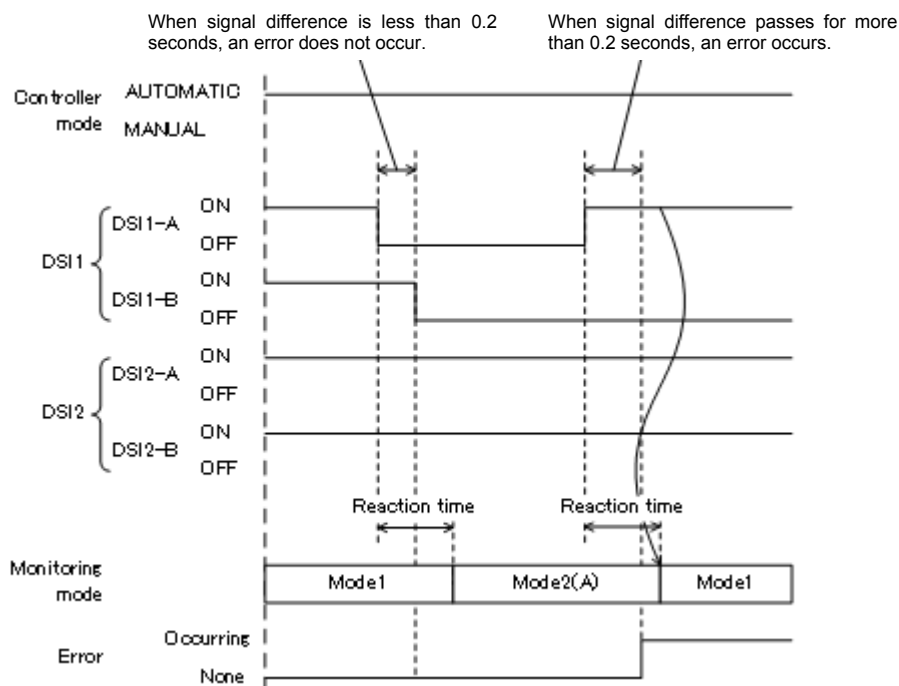 When signal difference is less than 0.2
seconds, an error does not occur.
When signal difference passes for more
than 0.2 seconds, an error occurs.
Controller
mode
AUTOMATIC
MANUAL
DSI1
DSI1-A
ON
OFF
DSI1-B
ON
OFF
DSI2
DSI2-A
ON
OFF
DSI2-B
ON
OFF
Reaction time
Reaction time
Monitoring
mode
Mode1
Mode2(A)
Mode1
Error
Occurring
None